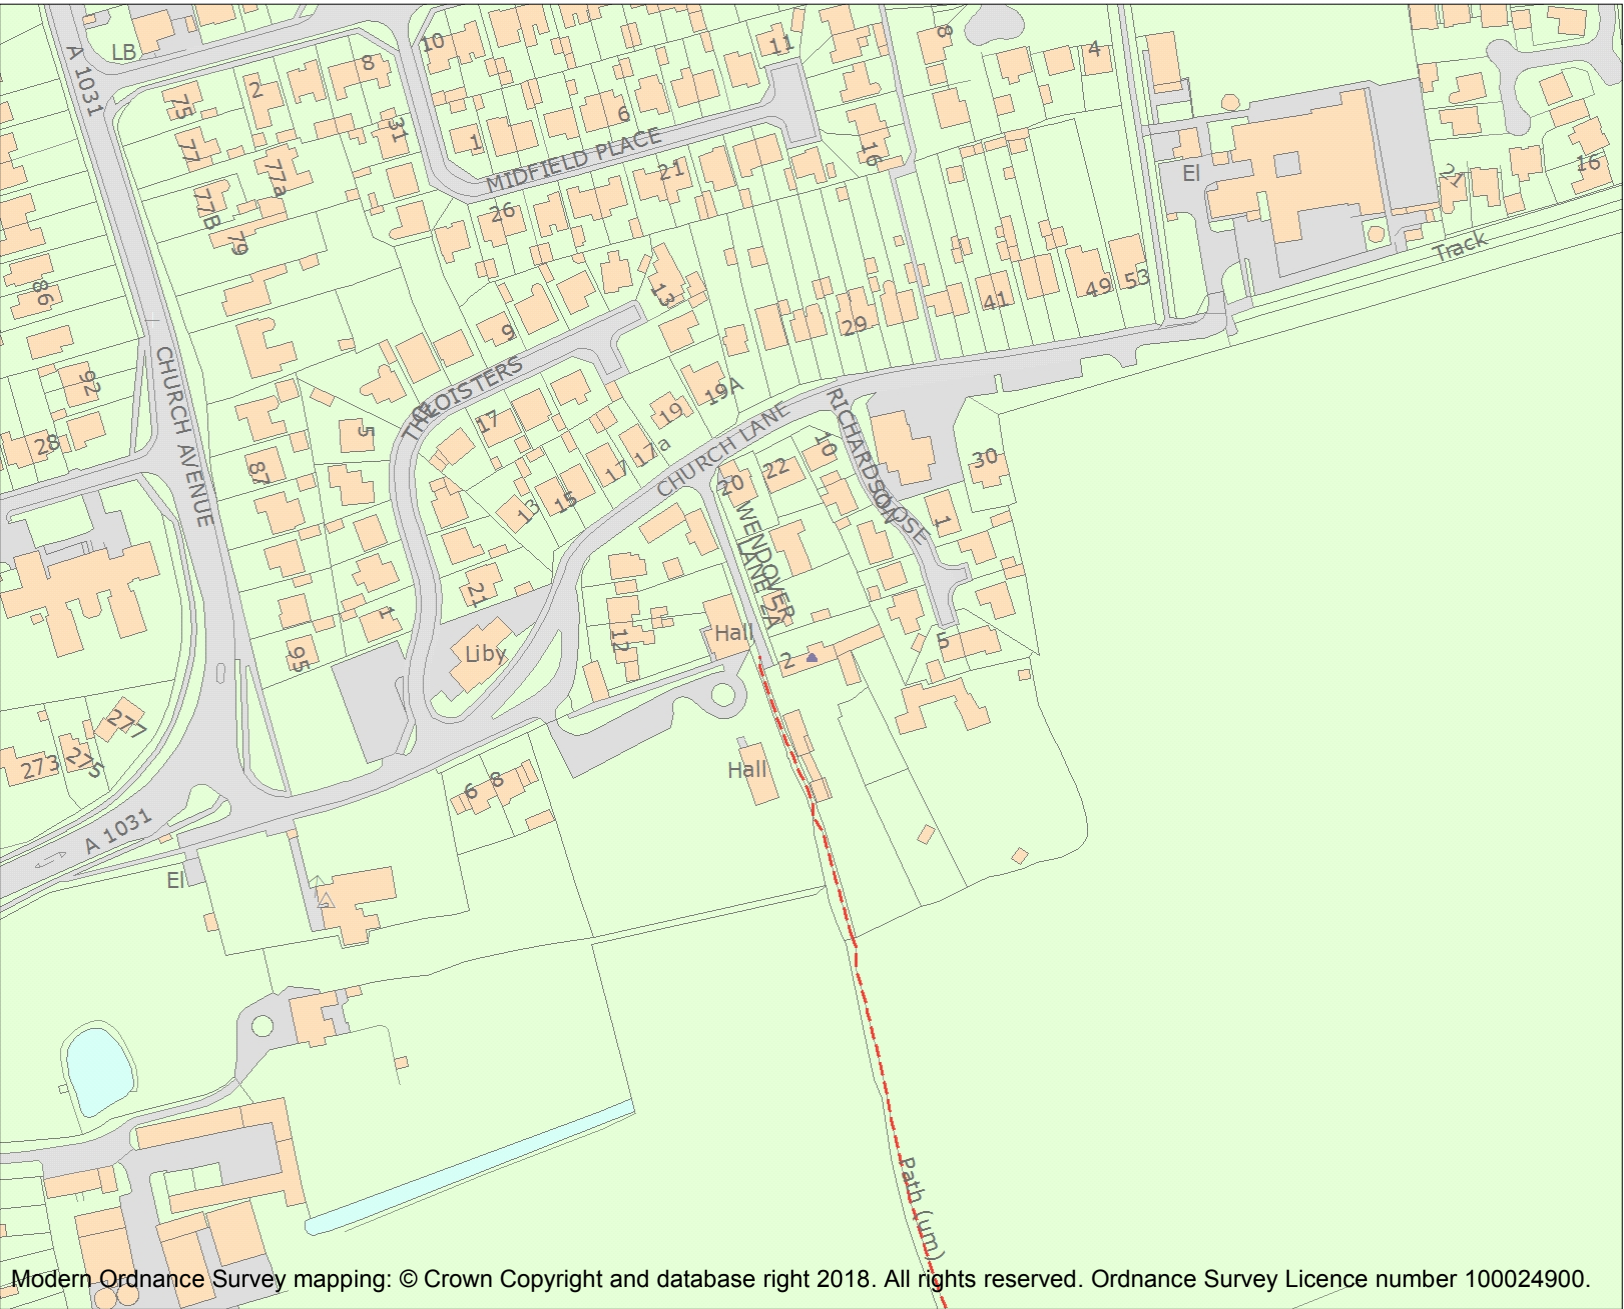 LB
A 1031
10
11
8
4
8
2
75
31
6
1
77
16
MIDFIELD PLACE
El
77a
21
21
16
77B
26
79
Track
86
13
49
53
41
9
29
CHURCH AVENUE
THE CLOISTERS
92
19A
19
17
5
28
RICHARDSON CLOSE
CHURCH LANE
10
17a
17
22
20
30
87
15
13
1
WENDOVER LANE
21
1
2A
12
Hall
5
Liby
95
2
277
275
273
Hall
6
8
A 1031
El
Path (um)
Modern Ordnance Survey mapping: © Crown Copyright and database right 2018. All rights reserved. Ordnance Survey Licence number 100024900.